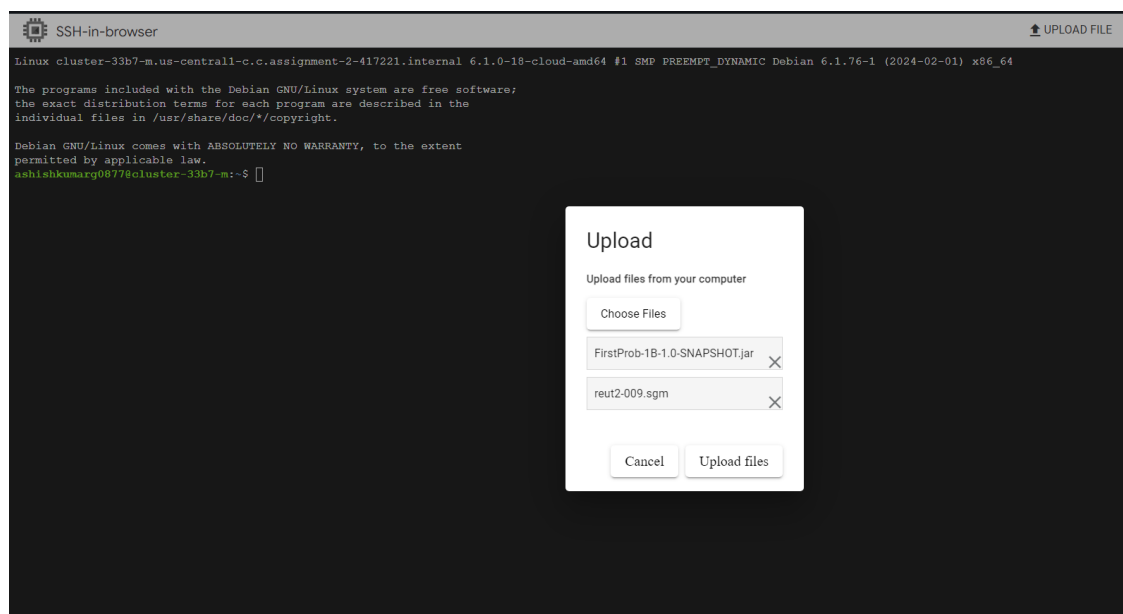 SSH-in-browser
UPLOAD FILE
Linux cluster-33b7-m.us-central1-c.c.assignment-2-417221.internal 6.1.0-18-cloud-amd64 #1 SMP PREEMPT_DYNAMIC Debian 6.1.76-1 (2024-02-01) x86_64
The programs included with the Debian GNU/Linux system are free software;
the exact distribution terms for each program are described in the
individual files in /usr/share/doc/*/copyright.
Debian GNU/Linux comes with ABSOLUTELY NO WARRANTY, to the extent
permitted by applicable law.
ashishkumarg0877@cluster-33b7-m:~$
Upload
Upload files from your computer
Choose Files
FirstProb-1B-1.0-SNAPSHOT.jar
reut2-009.sgm
Cancel
Upload files